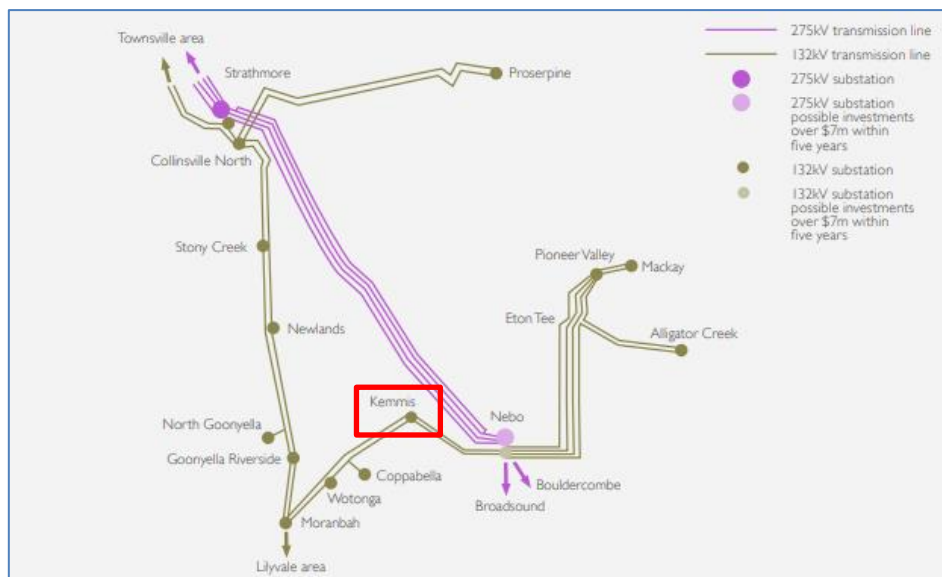 Townsville area
Strathmore
Proserpine
Collinsville North
Stony Creek
Newlands
North Goonyella
Goonyella Riverside
Moranbah
Lilyvale area
Wotonga
Coppabella
Kemmis
Nebo
Broadsound
Bouldercombe
Eton Tee
Pioneer Valley
Mackay
Alligator Creek
275kV transmission line
132kV transmission line
275kV substation
275kV substation
possible investments
over $7m within
five years
132kV substation
132kV substation
possible investments
over $7m within
five years